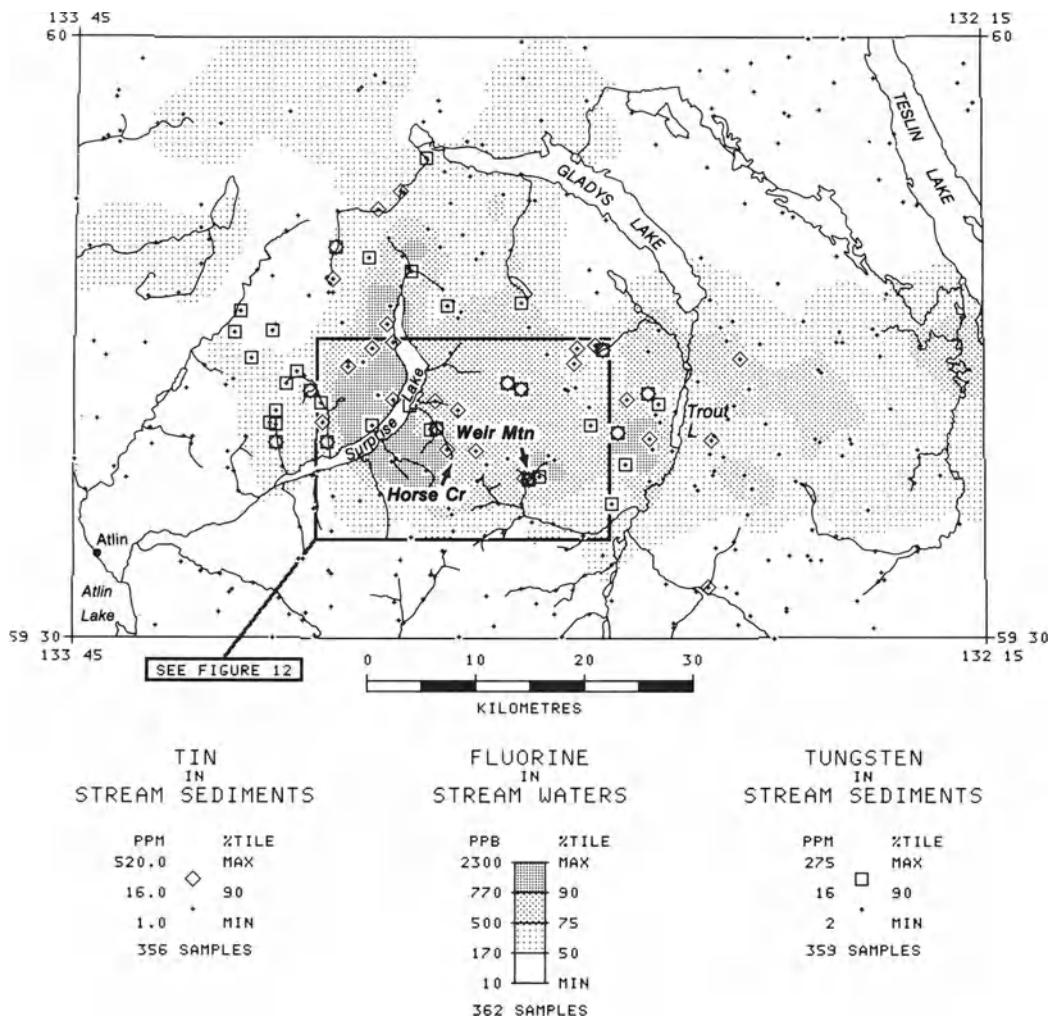 133 45
132 15
60
60
TESLIN
LAKE
GLADYS
LAKE
Surprise Lake
Trout
L
Weir Mtn
Horse Cr
Atlin
Atlin
Lake
59 30
59 30
133 45
132 15
SEE FIGURE 12
0 10 20 30
KILOMETRES
TIN
IN
STREAM SEDIMENTS
PPM %TILE
520.0 MAX
16.0 90
1.0 MIN
356 SAMPLES
FLUORINE
IN
STREAM WATERS
PPB %TILE
2300 MAX
770 90
500 75
170 50
10 MIN
362 SAMPLES
TUNGSTEN
IN
STREAM SEDIMENTS
PPM %TILE
275 MAX
16 90
2 MIN
359 SAMPLES